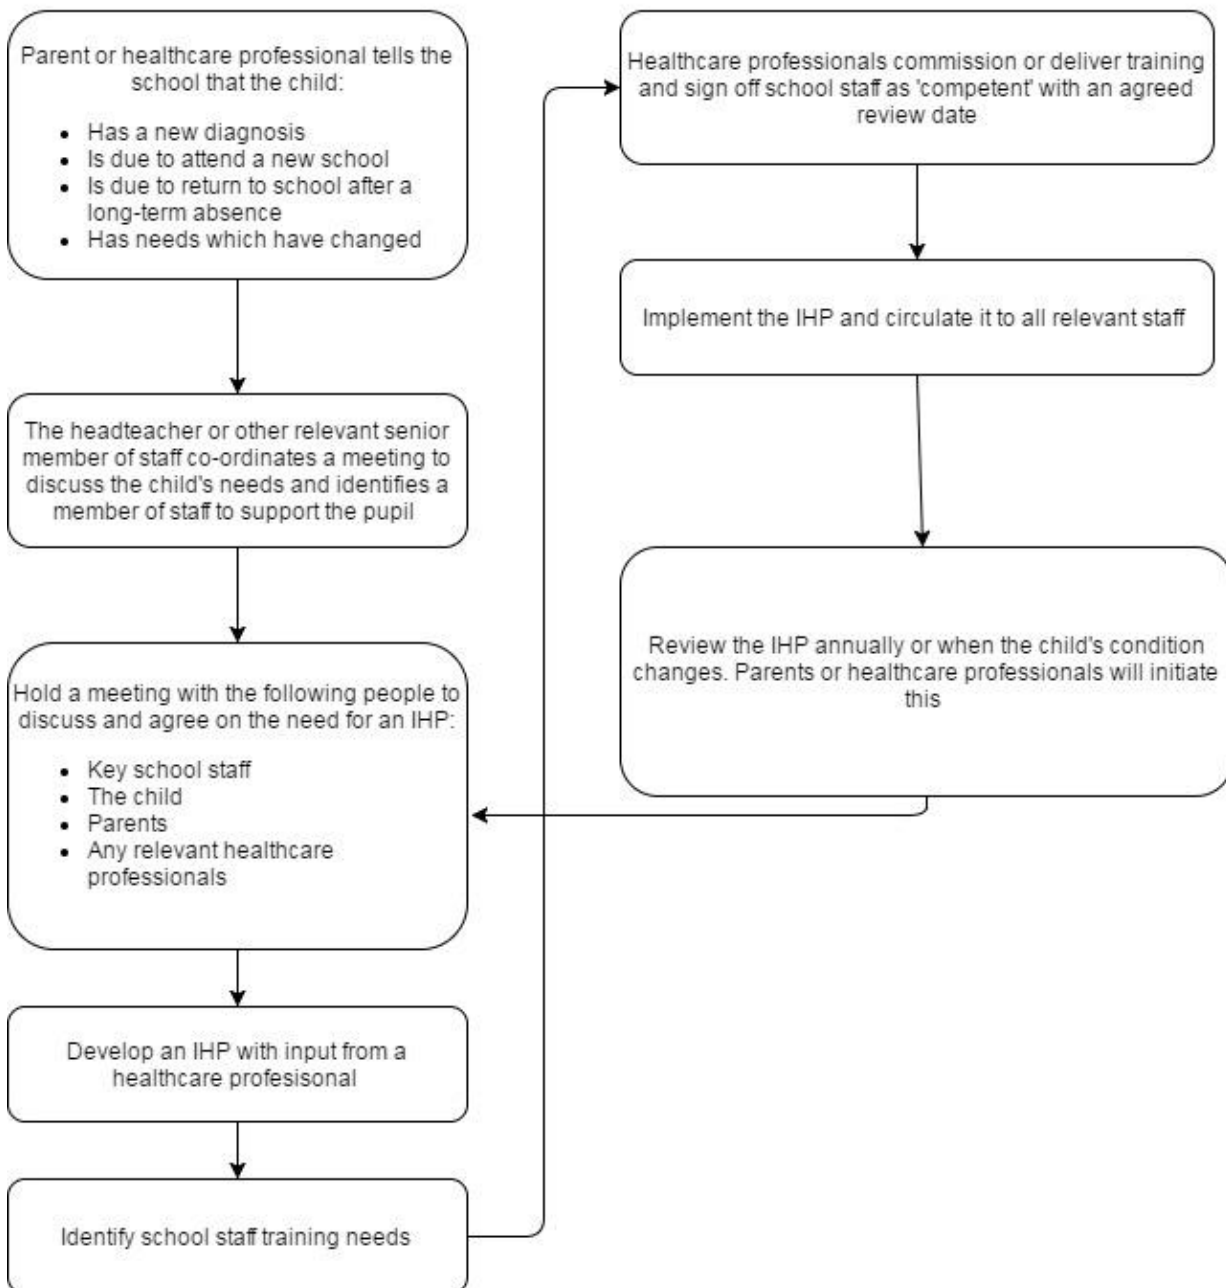 Parent or healthcare professional tells the
school that the child:
• Has a new diagnosis
• Is due to attend a new school
• Is due to return to school after a
long-term absence
• Has needs which have changed
The headteacher or other relevant senior
member of staff co-ordinates a meeting to
discuss the child's needs and identifies a
member of staff to support the pupil
Hold a meeting with the following people to
discuss and agree on the need for an IHP:
• Key school staff
• The child
• Parents
• Any relevant healthcare
professionals
Develop an IHP with input from a
healthcare profesisonal
Identify school staff training needs
Healthcare professionals commission or deliver training
and sign off school staff as 'competent' with an agreed
review date
Implement the IHP and circulate it to all relevant staff
Review the IHP annually or when the child's condition
changes. Parents or healthcare professionals will initiate
this